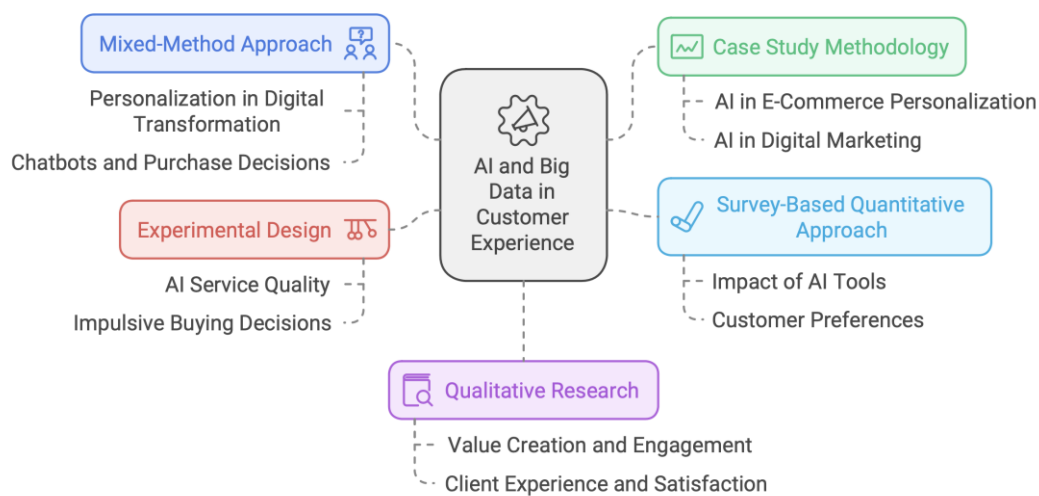 Mixed-Method Approach
?
Personalization in Digital
Transformation
Chatbots and Purchase Decisions
Experimental Design
AI Service Quality
Impulsive Buying Decisions
AI and Big
Data in
Customer
Experience
Case Study Methodology
AI in E-Commerce Personalization
AI in Digital Marketing
Survey-Based Quantitative
Approach
Impact of AI Tools
Customer Preferences
Qualitative Research
Value Creation and Engagement
Client Experience and Satisfaction